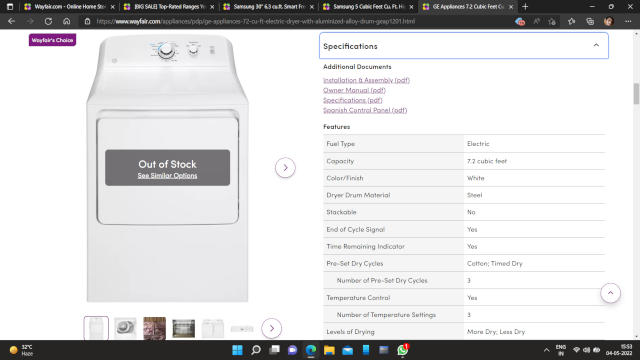 Wayfair.com - Online Home Sto
[BIG SALE] Top-Rated Ranges Yo
Samsung 30" 6.3 cu.ft. Smart Fre
Samsung 5 Cubic Feet Cu. Ft. Hi
GE Appliances 7.2 Cubic Feet Cu
https://www.wayfair.com/appliances/pdp/ge-appliances-72-cu-ft-electric-dryer-with-aluminized-alloy-drum-geap1201.html
Wayfair's Choice
Out of Stock
See Similar Options
Specifications
Additional Documents
Installation & Assembly (pdf)
Owner Manual (pdf)
Specifications (pdf)
Spanish Control Panel (pdf)
Features
Fuel Type Electric
Capacity 7.2 cubic feet
Color/Finish White
Dryer Drum Material Steel
Stackable No
End of Cycle Signal Yes
Time Remaining Indicator Yes
Pre-Set Dry Cycles Cotton; Timed Dry
Number of Pre-Set Dry Cycles 3
Temperature Control Yes
Number of Temperature Settings 3
Levels of Drying More Dry; Less Dry
32°C
Haze
ENG
IN
15:53
04-05-2022